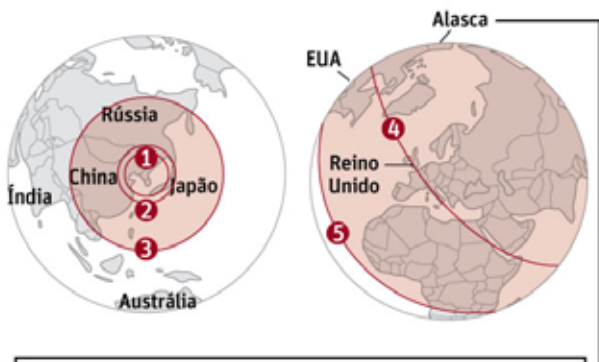 Alasca
EUA
Rússia
1
4
China
Japão
Reino
Unido
Índia
2
3
5
Austrália